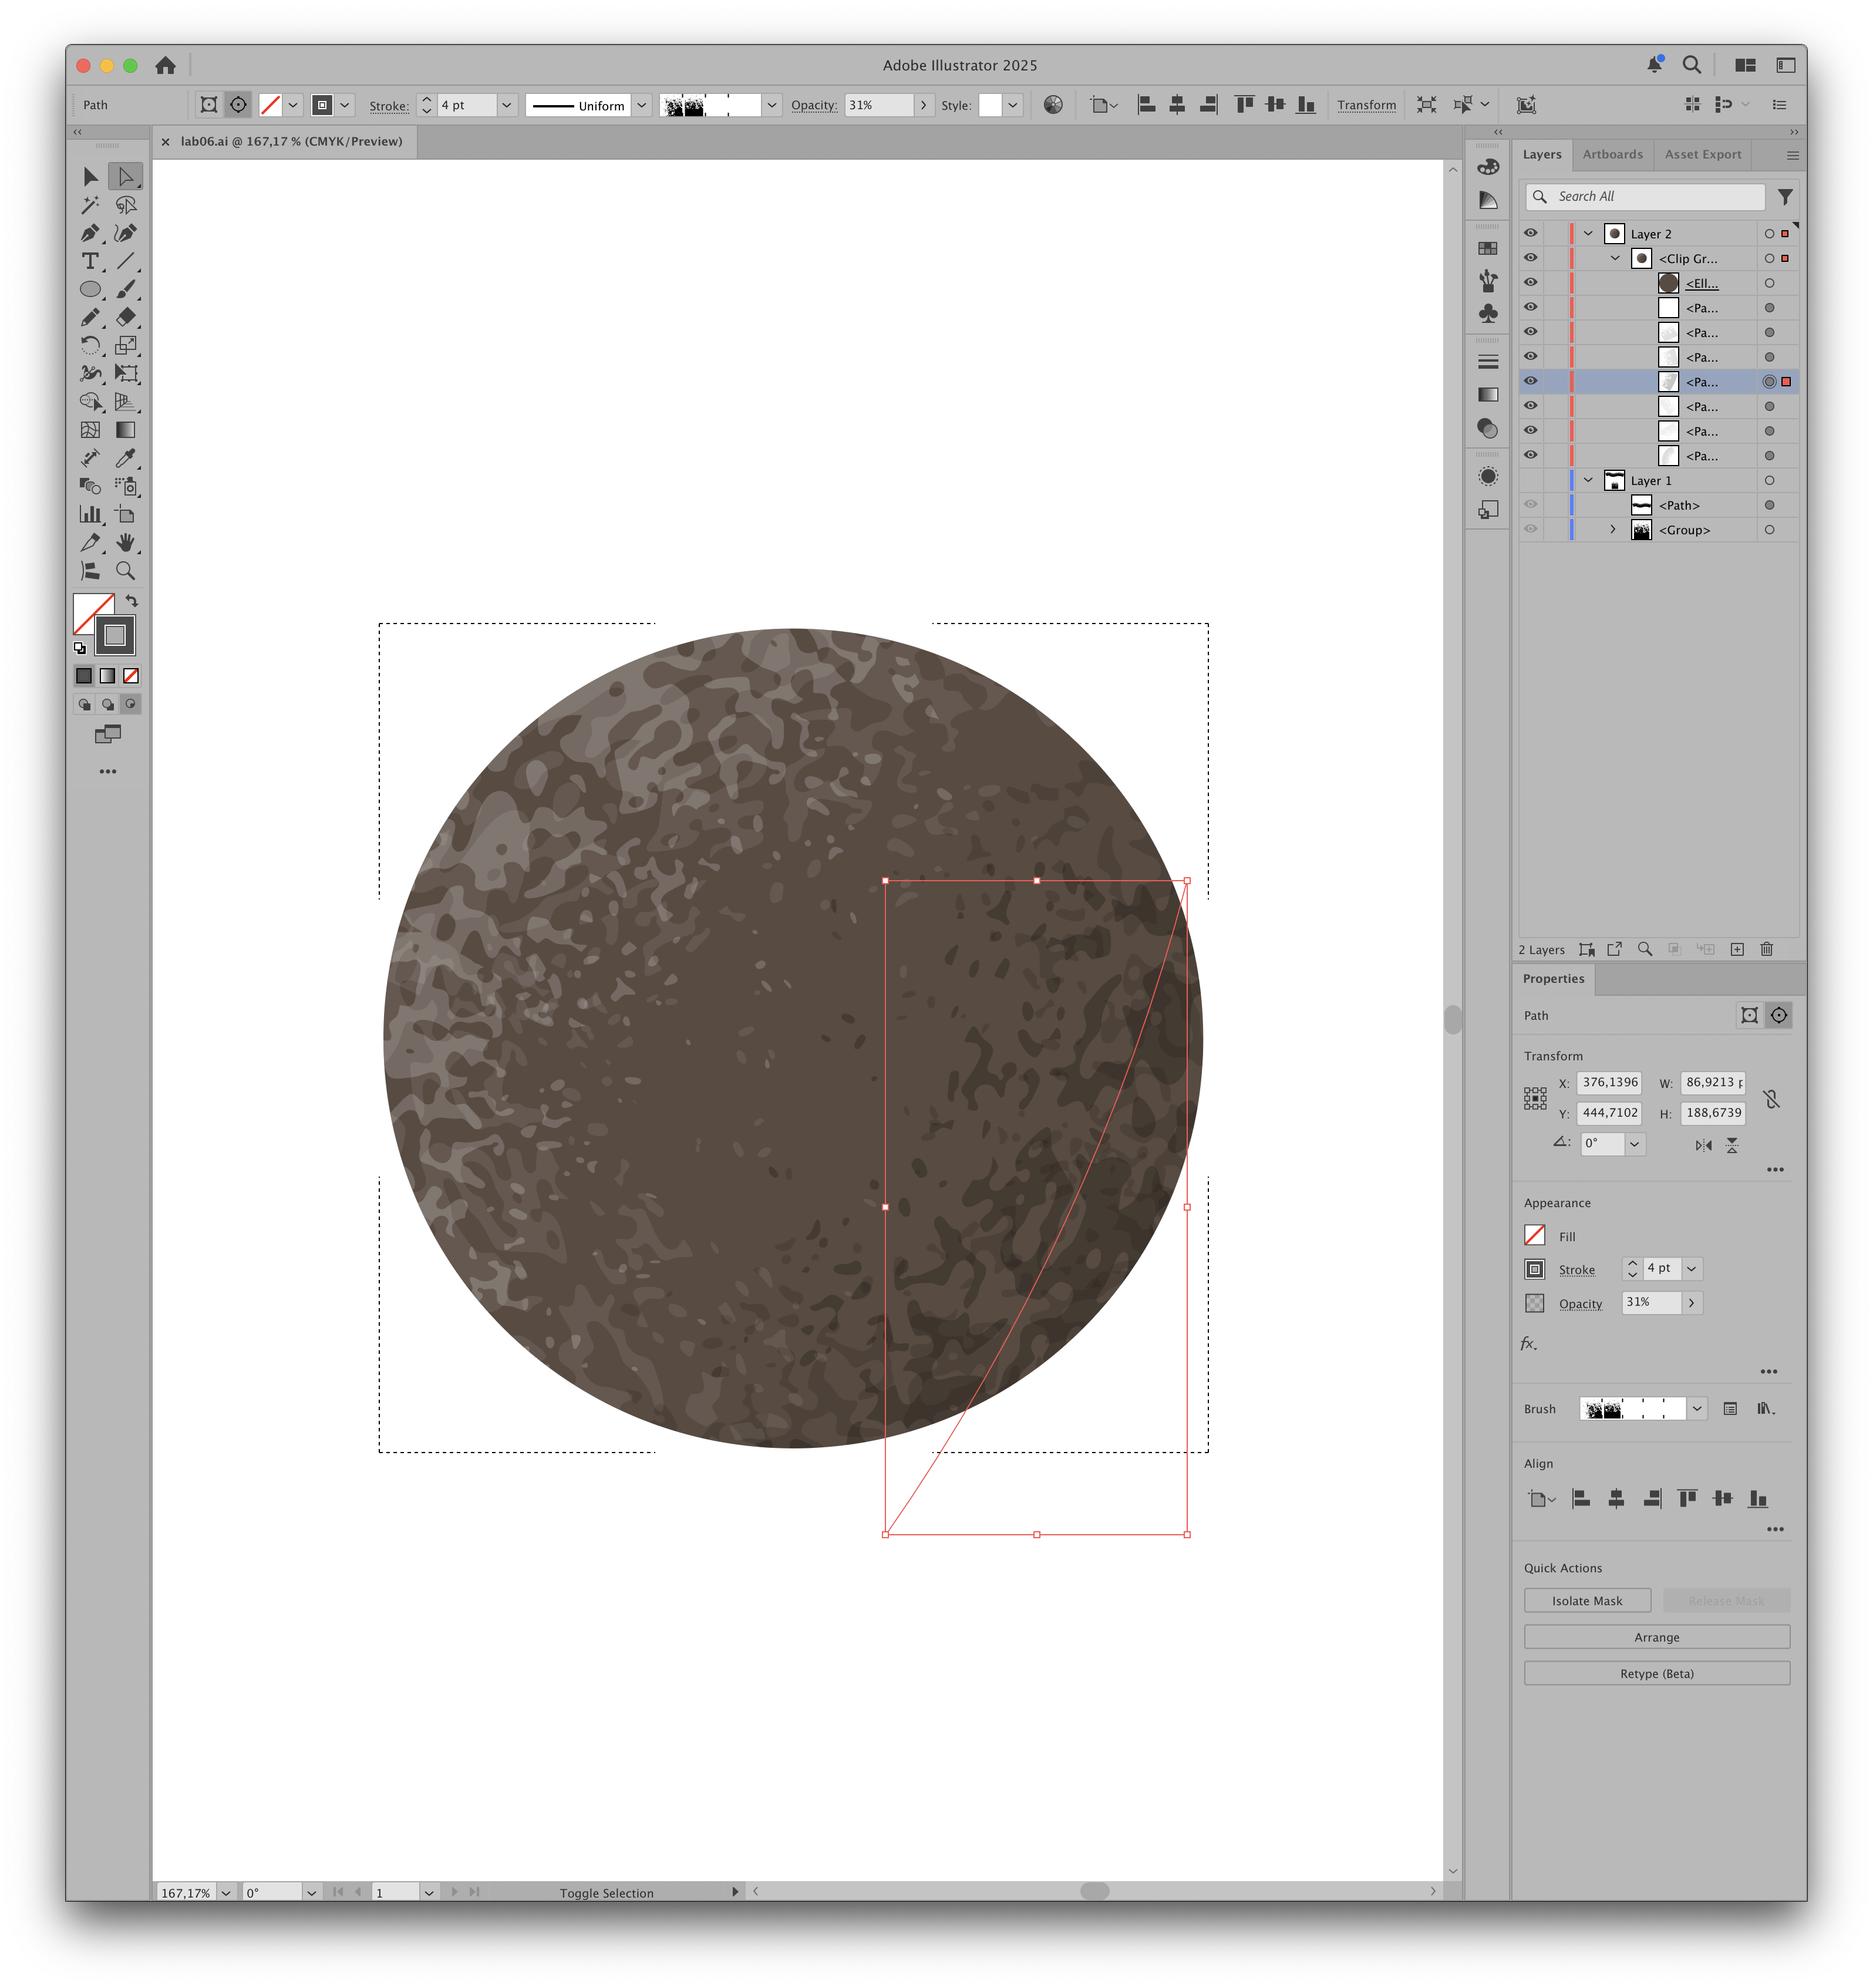 Adobe Illustrator 2025
Path Stroke: 4 pt Uniform Opacity: 31% Style: Transform
lab06.ai @ 167,17 % (CMYK/Preview)
Layers Artboards Asset Export
Search All
Layer 2
<Clip Gr...
<Ell...
<Pa...
<Pa...
<Pa...
<Pa...
<Pa...
<Pa...
<Pa...
Layer 1
<Path>
<Group>
2 Layers
Properties
Path
Transform
X: 376,1396 W: 86,9213 p
Y: 444,7102 H: 188,6739
0°
Appearance
Fill
Stroke 4 pt
Opacity 31%
fx.
Brush
Align
Quick Actions
Isolate Mask Release Mask
Arrange
Retype (Beta)
167,17% 0° 1 Toggle Selection